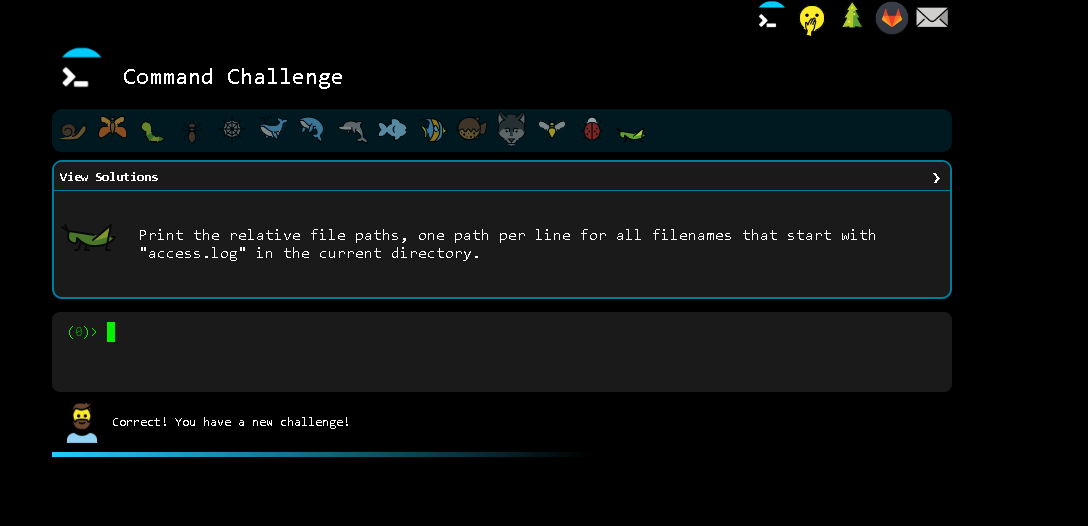 Command Challenge
View Solutions
Print the relative file paths, one path per line for all filenames that start with
"access.log" in the current directory.
(0)>
Correct! You have a new challenge!